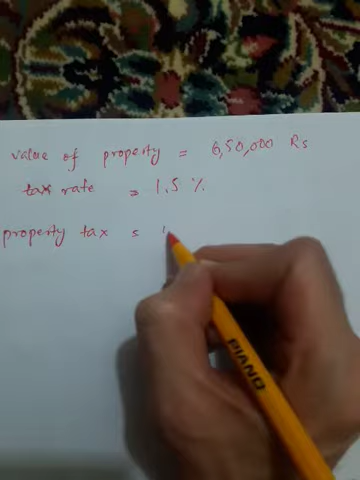 value of property = 6,50,000 Rs
tax rate = 1.5 %
property tax =
PIANO